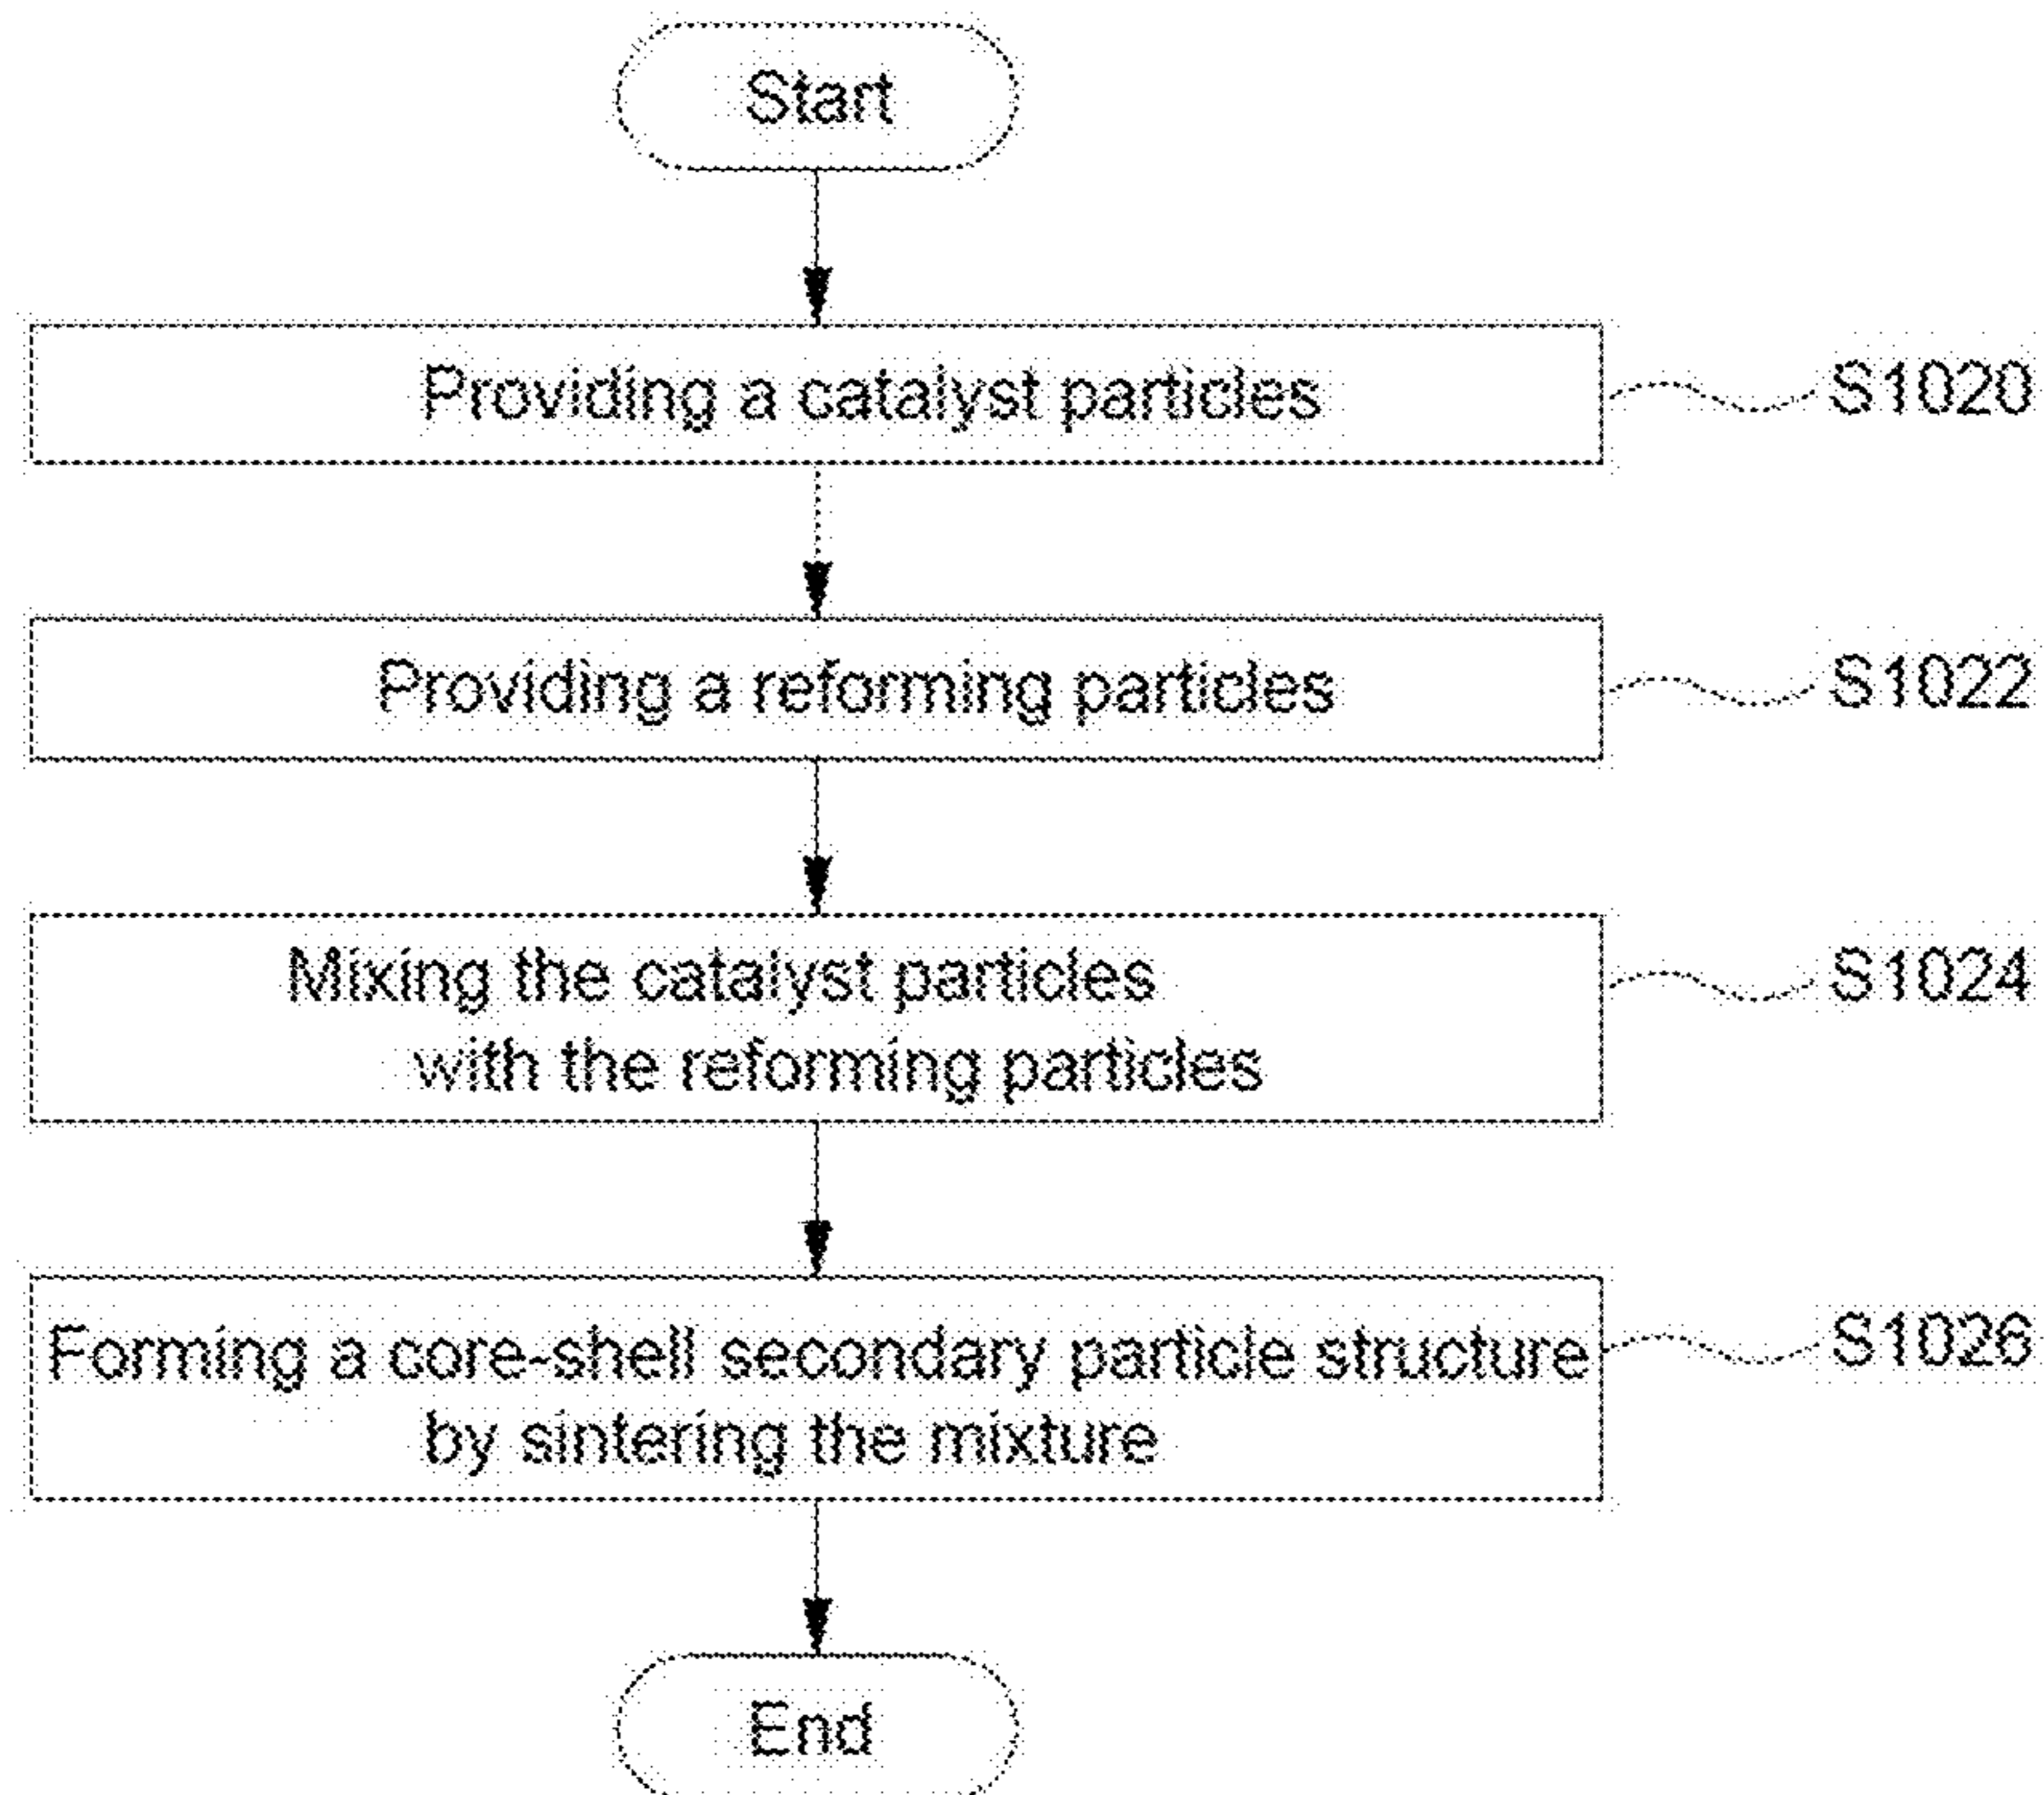 Start
Providing a catalyst particles
S1020
Providing a reforming particles
S1022
Mixing the catalyst particles
with the reforming particles
S1024
Forming a core-shell secondary particle structure
by sintering the mixture
S1026
End